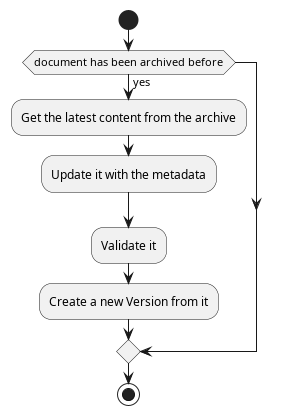 document has been archived before
yes
Get the latest content from the archive
Update it with the metadata
Validate it
Create a new Version from it